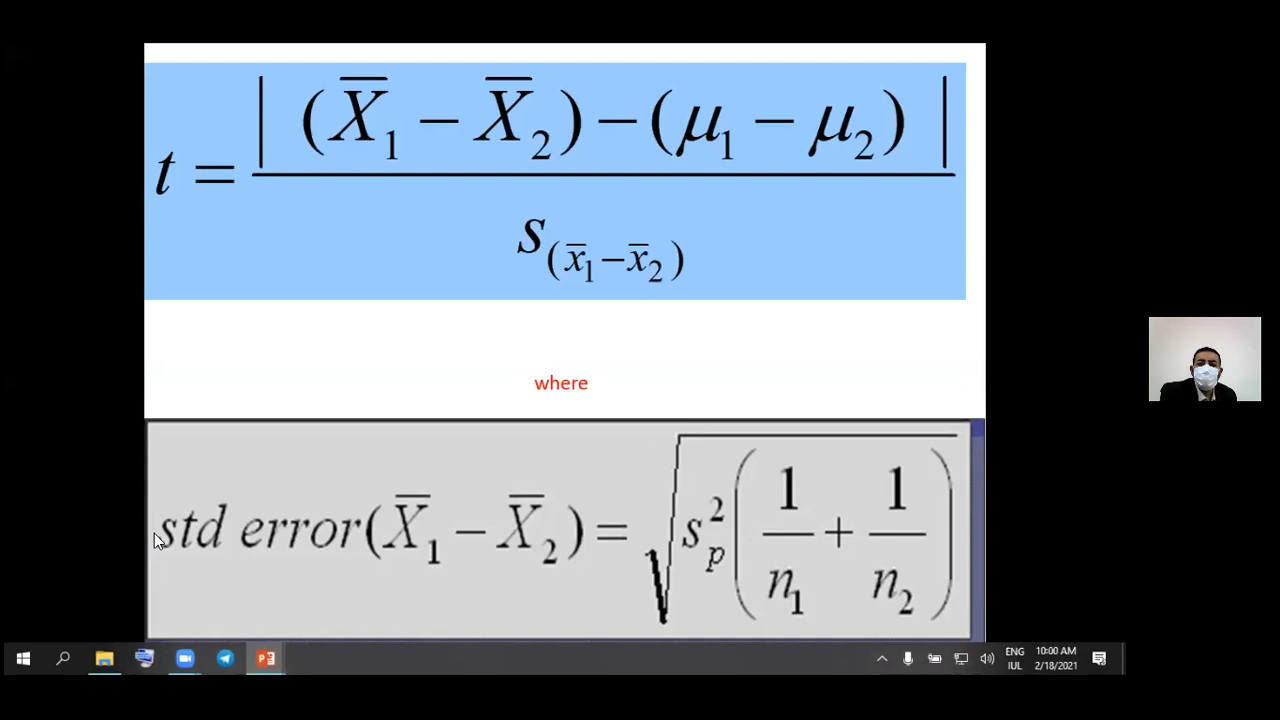 t = | (X̄₁ − X̄₂) − (μ₁ − μ₂) | / s₍x̄₁−x̄₂₎
where
std error(X̄₁ − X̄₂) = √(sₚ² (1/n₁ + 1/n₂))
ENG 10:00 AM
IUL 2/18/2021